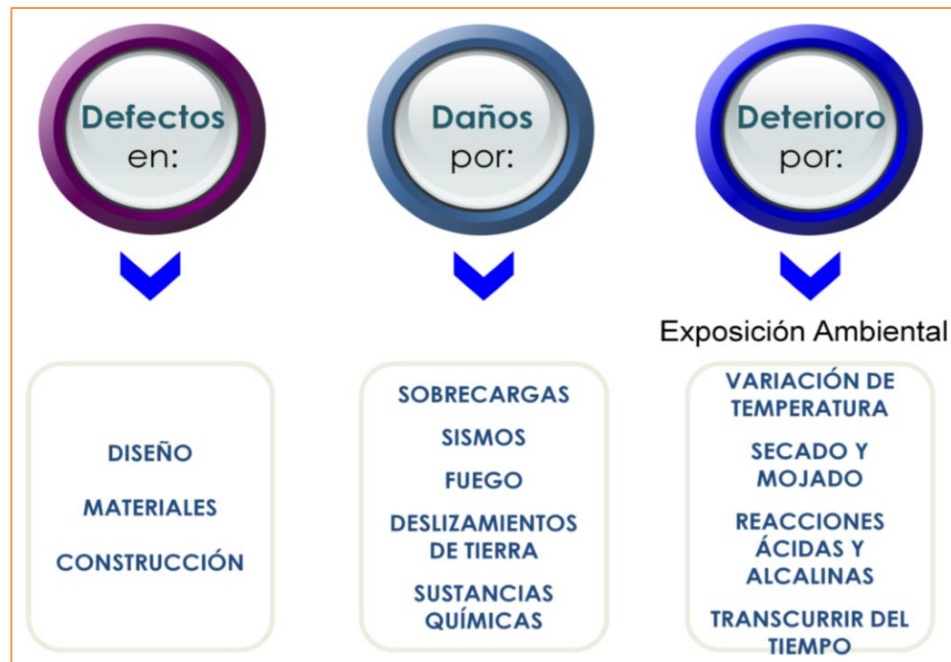 Defectos
en:
DISEÑO
MATERIALES
CONSTRUCCIÓN
Daños
por:
SOBRECARGAS
SISMOS
FUEGO
DESLIZAMIENTOS
DE TIERRA
SUSTANCIAS
QUÍMICAS
Deterioro
por:
Exposición Ambiental
VARIACIÓN DE
TEMPERATURA
SECADO Y
MOJADO
REACCIONES
ÁCIDAS Y
ALCALINAS
TRANSCURRIR DEL
TIEMPO